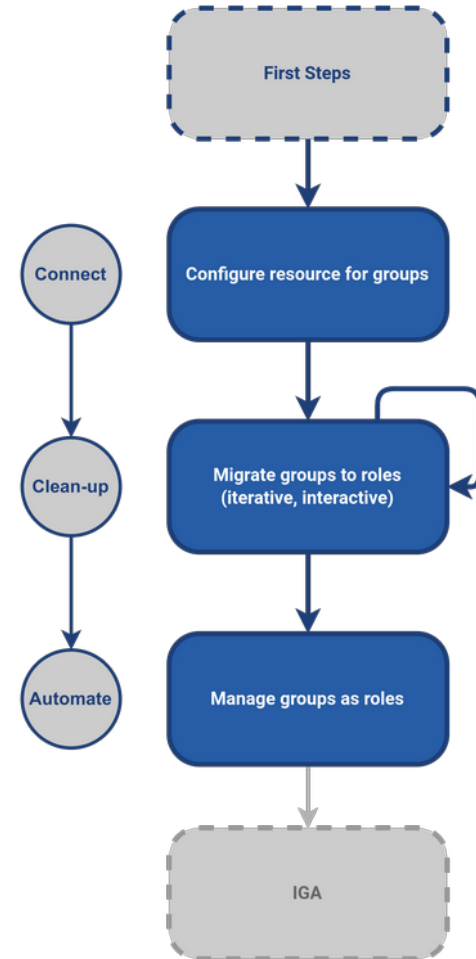 First Steps
Connect
Configure resource for groups
Clean-up
Migrate groups to roles
(iterative, interactive)
Automate
Manage groups as roles
IGA